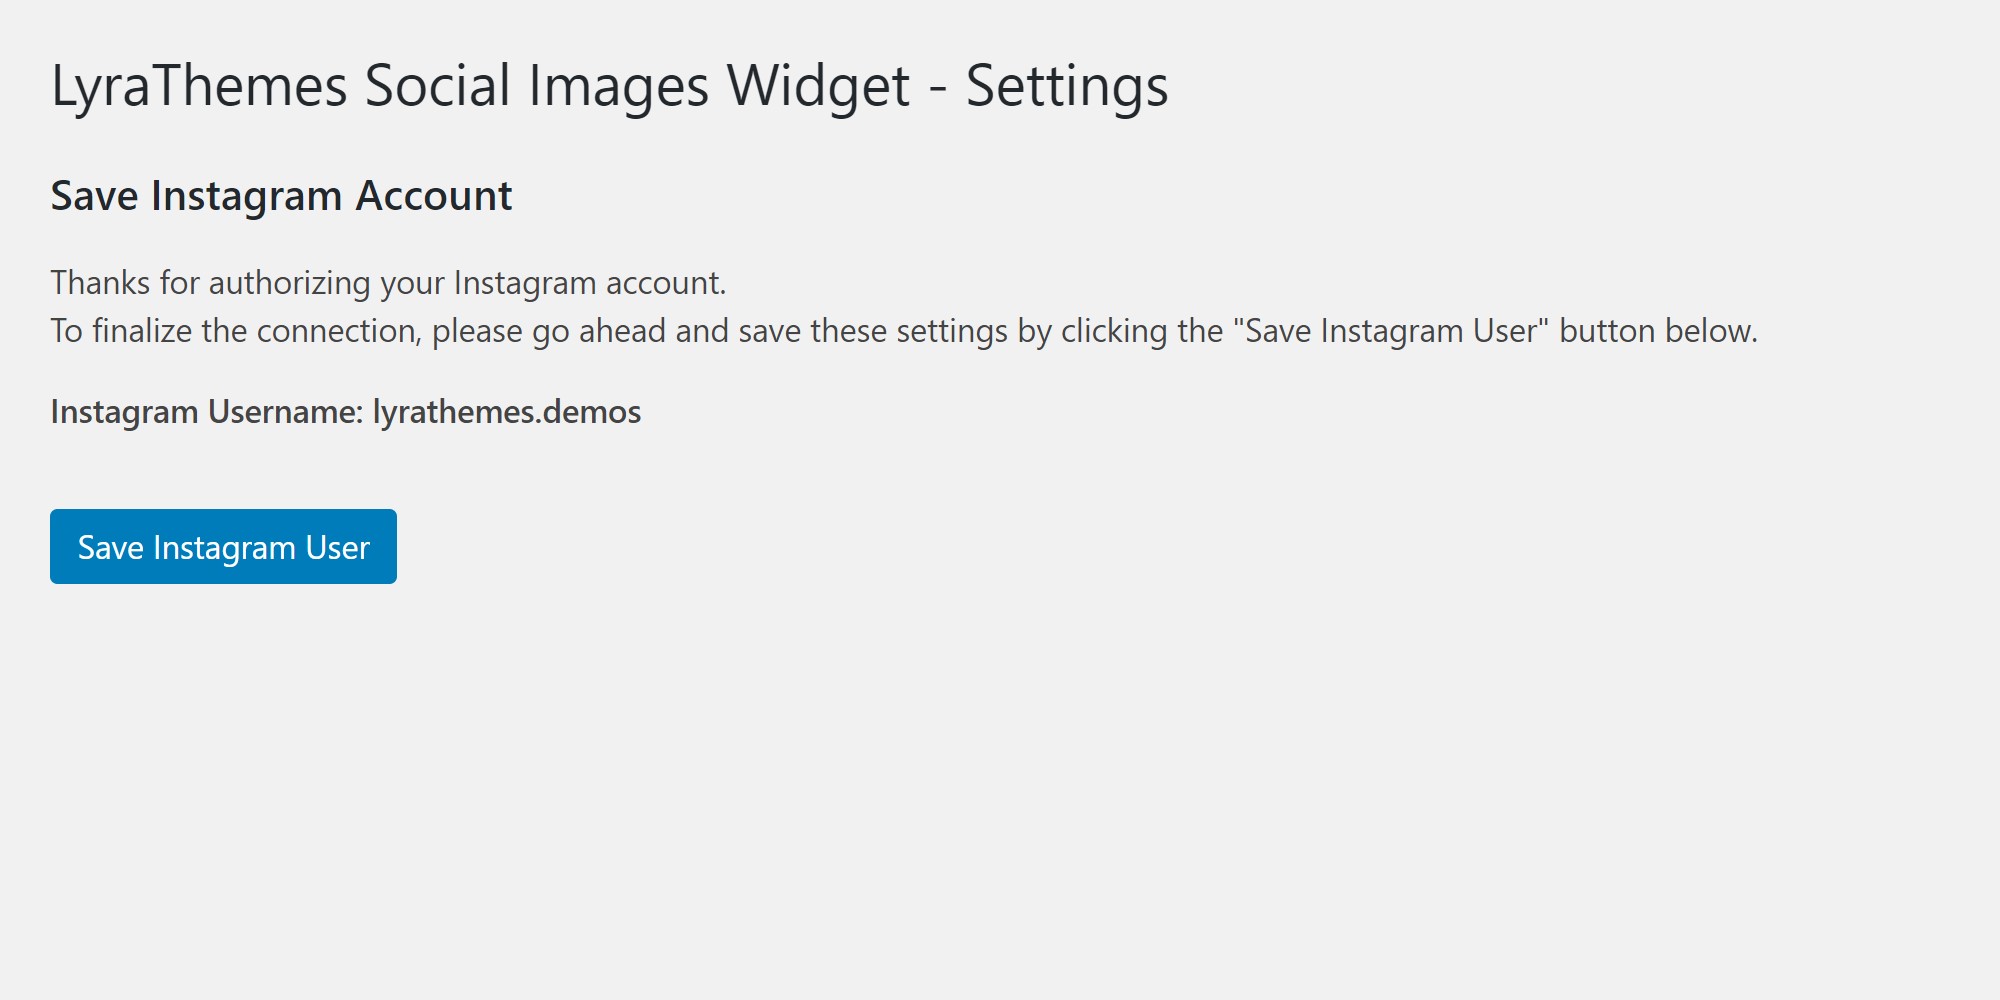 LyraThemes Social Images Widget - Settings
Save Instagram Account
Thanks for authorizing your Instagram account.
To finalize the connection, please go ahead and save these settings by clicking the "Save Instagram User" button below.
Instagram Username: lyrathemes.demos
Save Instagram User